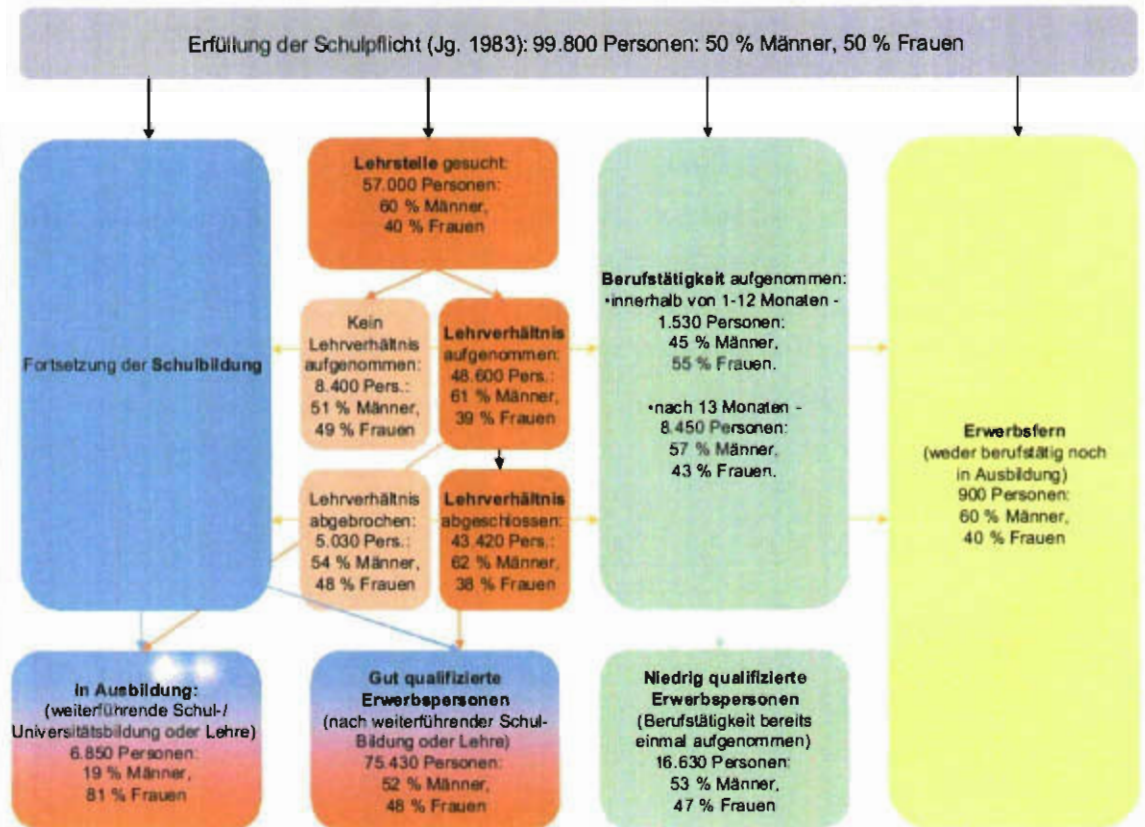 Erfüllung der Schulpflicht (Jg. 1983): 99.800 Personen: 50 % Männer, 50 % Frauen
Fortsetzung der Schulbildung
Lehrstelle gesucht:
57.000 Personen:
60 % Männer,
40 % Frauen
Kein
Lehrverhältnis
aufgenommen:
8.400 Pers.:
51 % Männer,
49 % Frauen
Lehrverhältnis
aufgenommen:
48.600 Pers.:
61 % Männer,
39 % Frauen
Lehrverhältnis
abgebrochen:
5.030 Pers.:
54 % Männer,
48 % Frauen
Lehrverhältnis
abgeschlossen:
43.420 Pers.:
62 % Männer,
38 % Frauen
Berufstätigkeit aufgenommen:
•innerhalb von 1-12 Monaten -
1.530 Personen:
45 % Männer,
55 % Frauen.
•nach 13 Monaten -
8.450 Personen:
57 % Männer,
43 % Frauen.
Erwerbsfern
(weder berufstätig noch
in Ausbildung)
900 Personen:
60 % Männer,
40 % Frauen
In Ausbildung:
(weiterführende Schul-/
Universitätsbildung oder Lehre)
6.850 Personen:
19 % Männer,
81 % Frauen
Gut qualifizierte
Erwerbspersonen
(nach weiterführender Schul-
Bildung oder Lehre)
75.430 Personen:
52 % Männer,
48 % Frauen
Niedrig qualifizierte
Erwerbspersonen
(Berufstätigkeit bereits
einmal aufgenommen)
16.630 Personen:
53 % Männer,
47 % Frauen